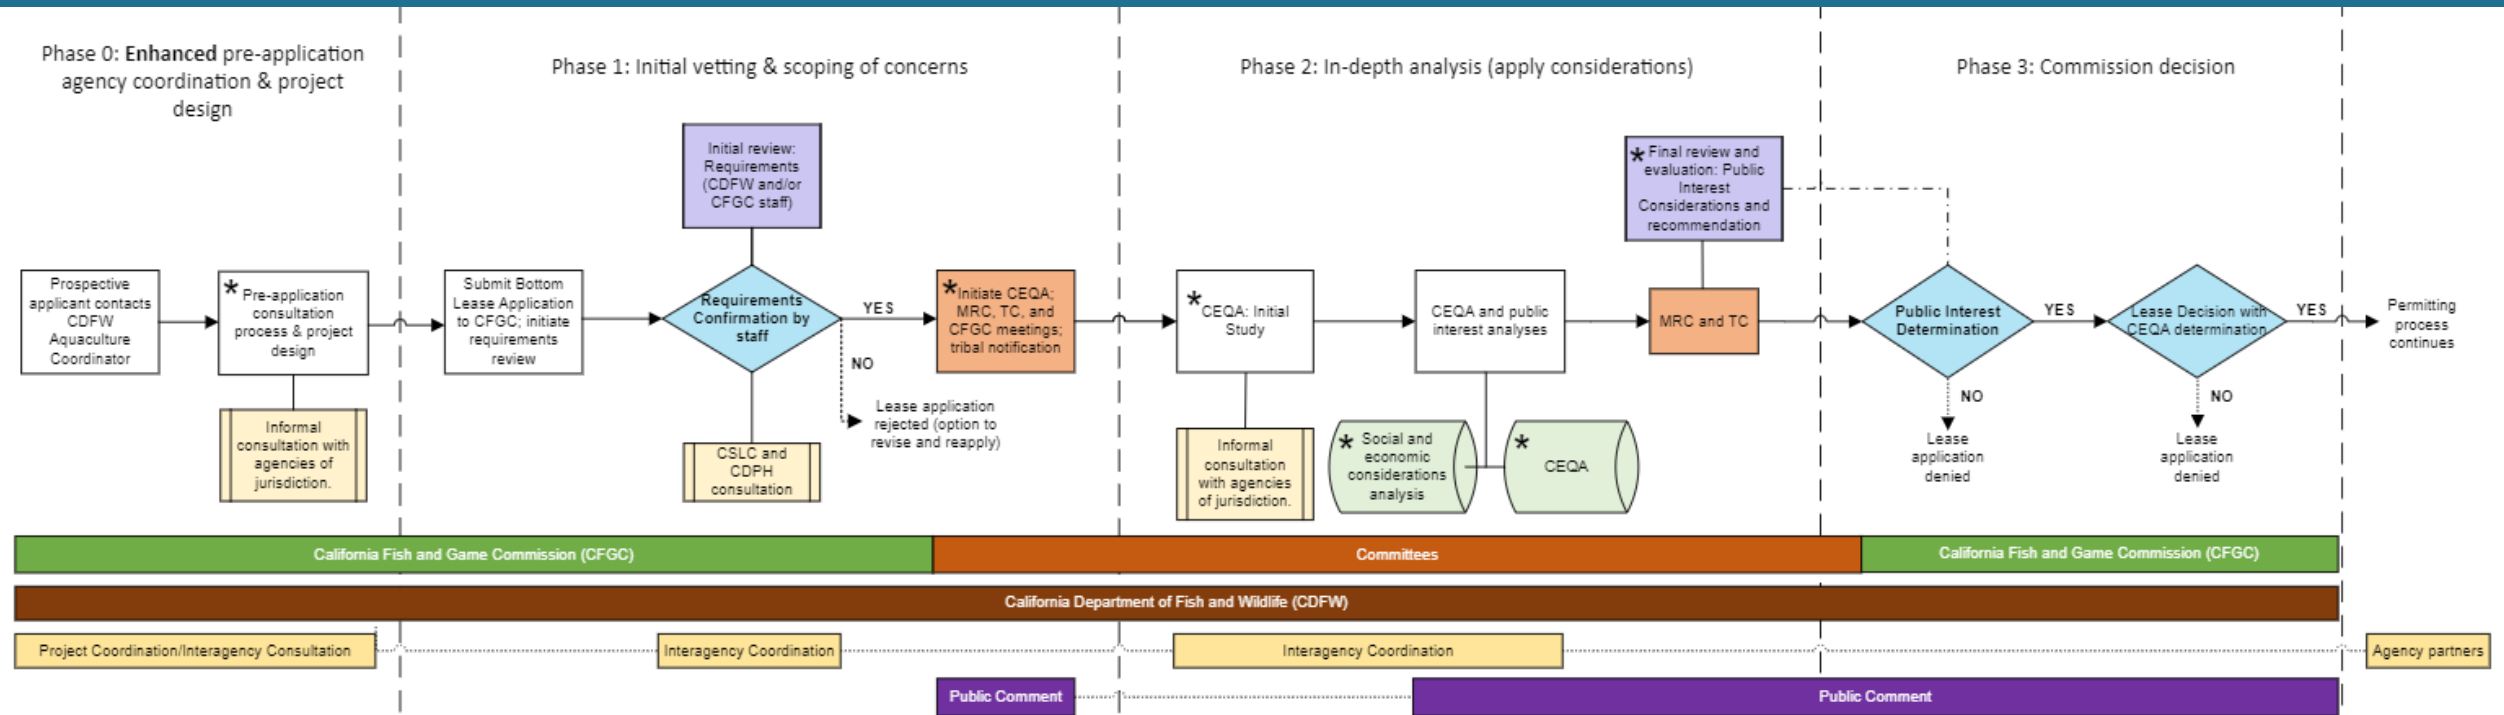 Phase 0: Enhanced pre-application
agency coordination & project
design
Phase 1: Initial vetting & scoping of concerns
Phase 2: In-depth analysis (apply considerations)
Phase 3: Commission decision
Prospective
applicant contacts
CDFW
Aquaculture
Coordinator
* Pre-application
consultation
process & project
design
Informal
consultation with
agencies of
jurisdiction.
Submit Bottom
Lease Application
to CFGC; initiate
requirements
review
Initial review:
Requirements
(CDFW and/or
CFGC staff)
Requirements
Confirmation by
staff
CSLC and
CDPH
consultation
YES
NO
Lease application
rejected (option to
revise and reapply)
* Initiate CEQA;
MRC, TC, and
CFGC meetings;
tribal notification
* CEQA: Initial
Study
Informal
consultation
with agencies
of jurisdiction.
CEQA and public
interest analyses
* Social and
economic
considerations
analysis
* CEQA
* Final review and
evaluation: Public
Interest
Considerations and
recommendation
MRC and TC
Public Interest
Determination
YES
NO
Lease
application
denied
Lease Decision with
CEQA determination
YES
NO
Lease
application
denied
Permitting
process
continues
California Fish and Game Commission (CFGC)
Committees
California Fish and Game Commission (CFGC)
California Department of Fish and Wildlife (CDFW)
Project Coordination/Interagency Consultation
Interagency Coordination
Interagency Coordination
Agency partners
Public Comment
Public Comment